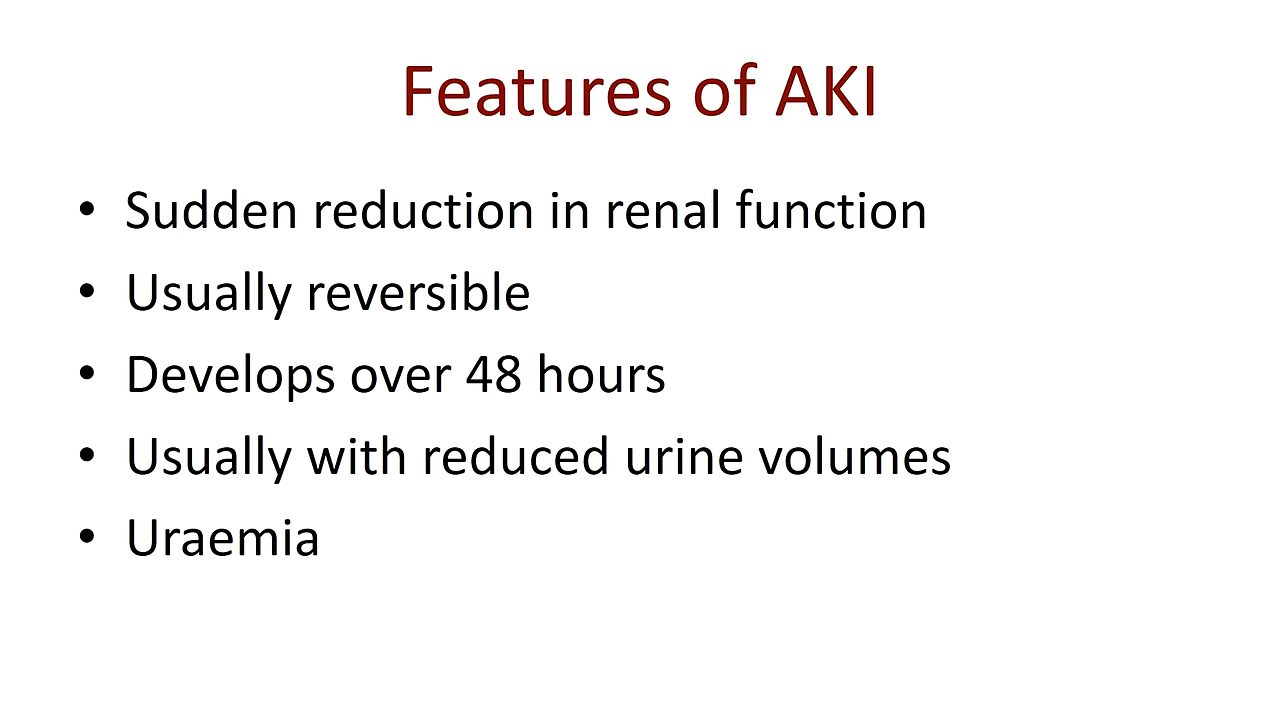 Features of AKI
• Sudden reduction in renal function
• Usually reversible
• Develops over 48 hours
• Usually with reduced urine volumes
• Uraemia